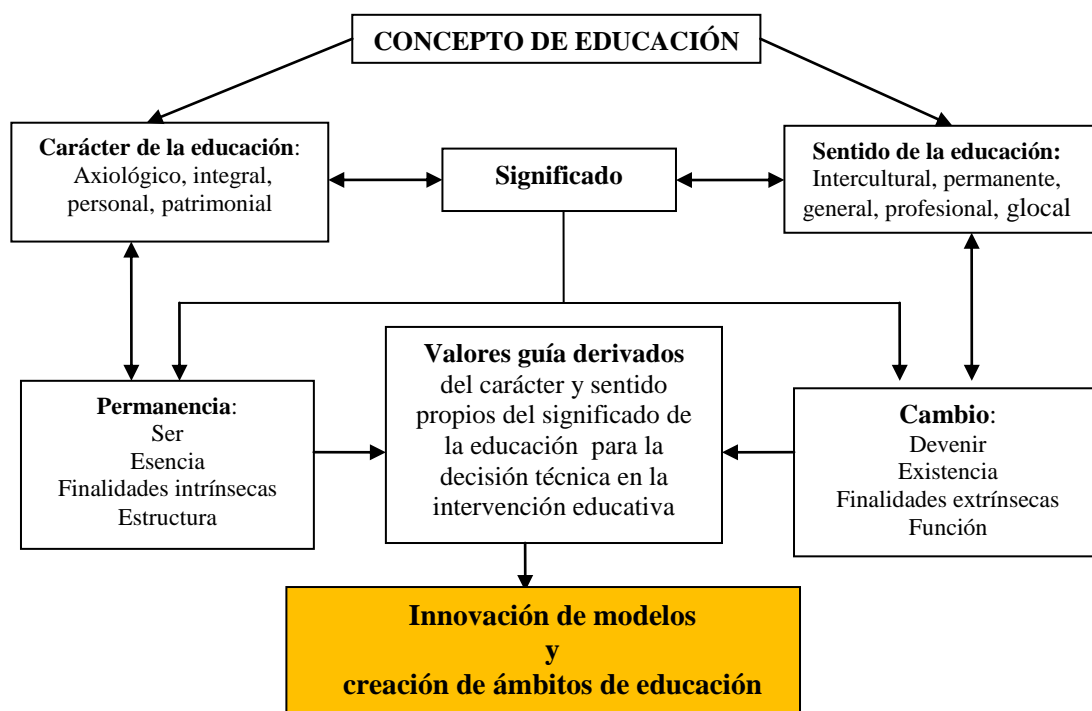 CONCEPTO DE EDUCACIÓN
Carácter de la educación:
Axiológico, integral,
personal, patrimonial
Significado
Sentido de la educación:
Intercultural, permanente,
general, profesional, glocal
Permanencia:
Ser
Esencia
Finalidades intrínsecas
Estructura
Valores guía derivados
del carácter y sentido
propios del significado de
la educación para la
decisión técnica en la
intervención educativa
Cambio:
Devenir
Existencia
Finalidades extrínsecas
Función
Innovación de modelos
y
creación de ámbitos de educación